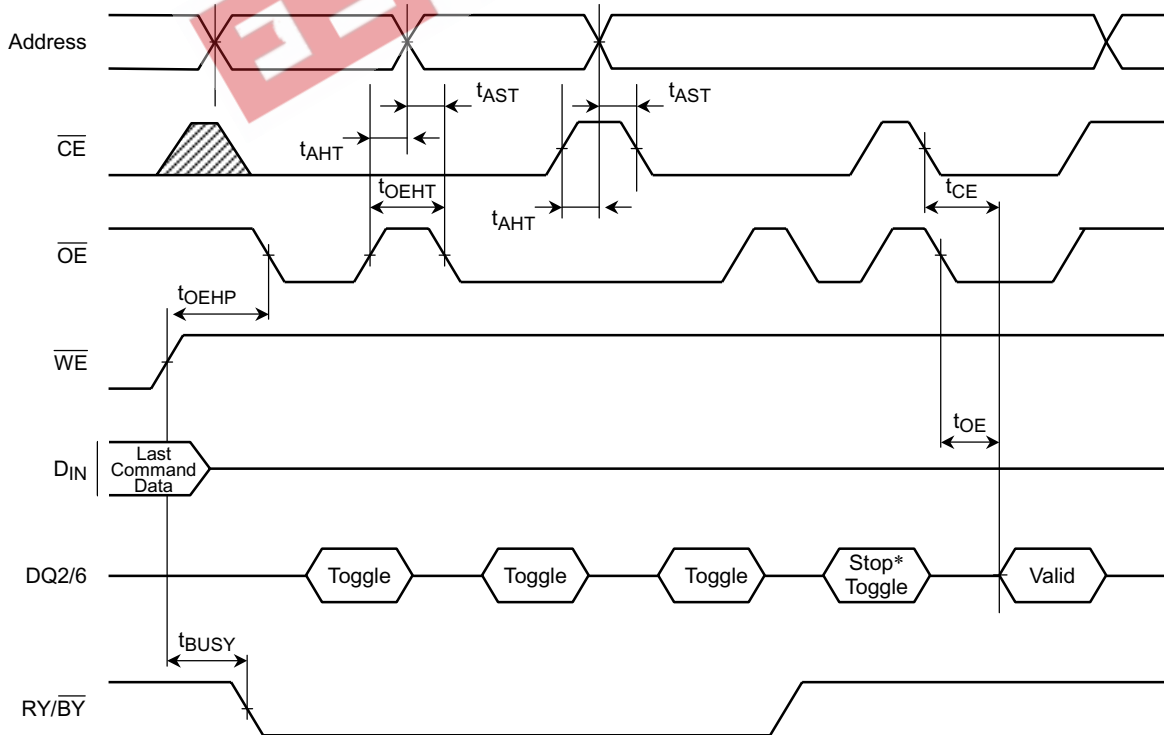 Address
tAST
tAST
CE
tAHT
tOEHT
tCE
tAHT
OE
tOEHP
WE
tOE
DIN
Last
Command
Data
DQ2/6
Toggle
Toggle
Toggle
Stop*
Toggle
Valid
tBUSY
RY/BY